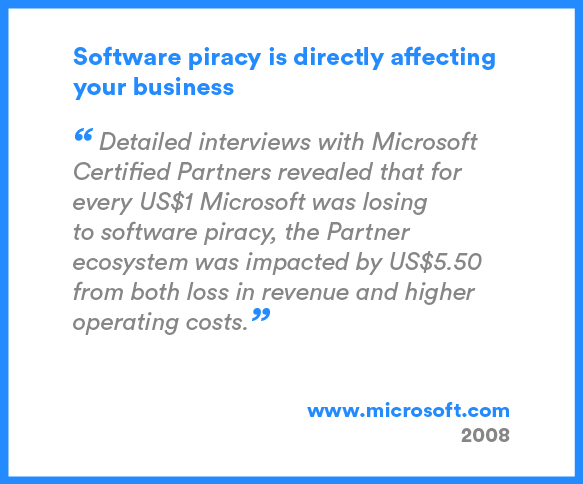 Software piracy is directly affecting
your business
“ Detailed interviews with Microsoft
Certified Partners revealed that for
every US$1 Microsoft was losing
to software piracy, the Partner
ecosystem was impacted by US$5.50
from both loss in revenue and higher
operating costs.”
www.microsoft.com
2008